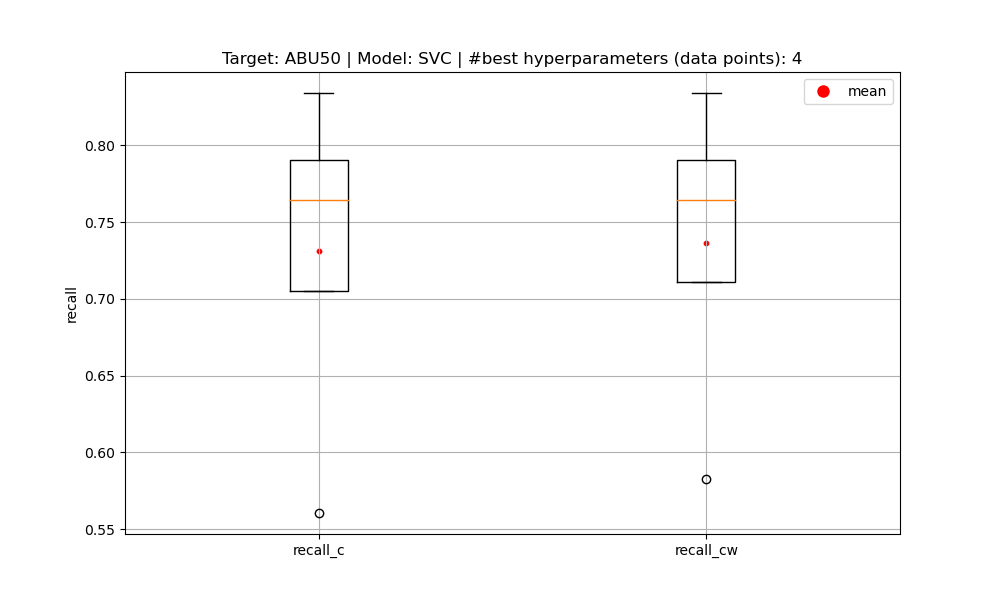 Target: ABU50 | Model: SVC | #best hyperparameters (data points): 4
mean
0.80
0.75
0.70
0.65
0.60
0.55
recall
recall_c
recall_cw